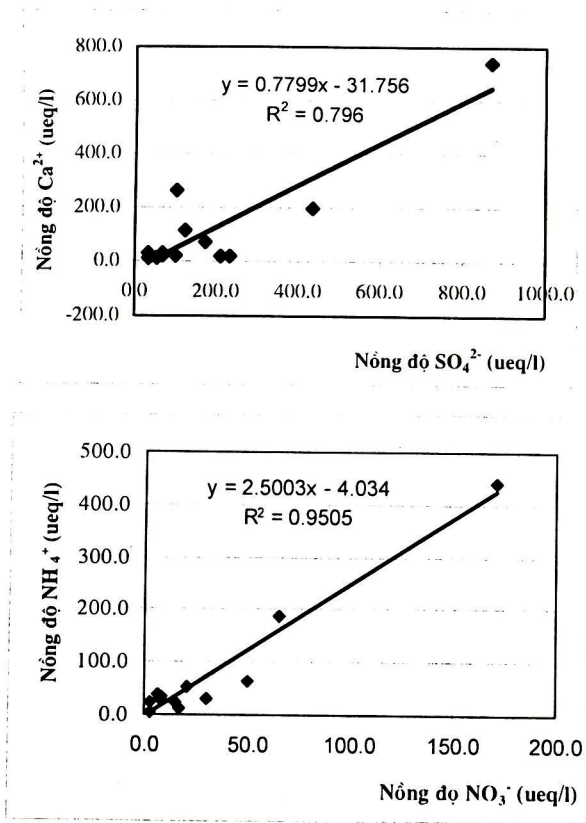 800.0
y = 0.7799x - 31.756
R² = 0.796
600.0
400.0
200.0
0.0
-200.0
0.0 200.0 400.0 600.0 800.0 1000.0
Nồng độ Ca²⁺ (ueq/l)
Nồng độ SO₄²⁻ (ueq/l)
500.0
y = 2.5003x - 4.034
R² = 0.9505
400.0
300.0
200.0
100.0
0.0
0.0 50.0 100.0 150.0 200.0
Nồng độ NH₄⁺ (ueq/l)
Nồng độ NO₃⁻ (ueq/l)